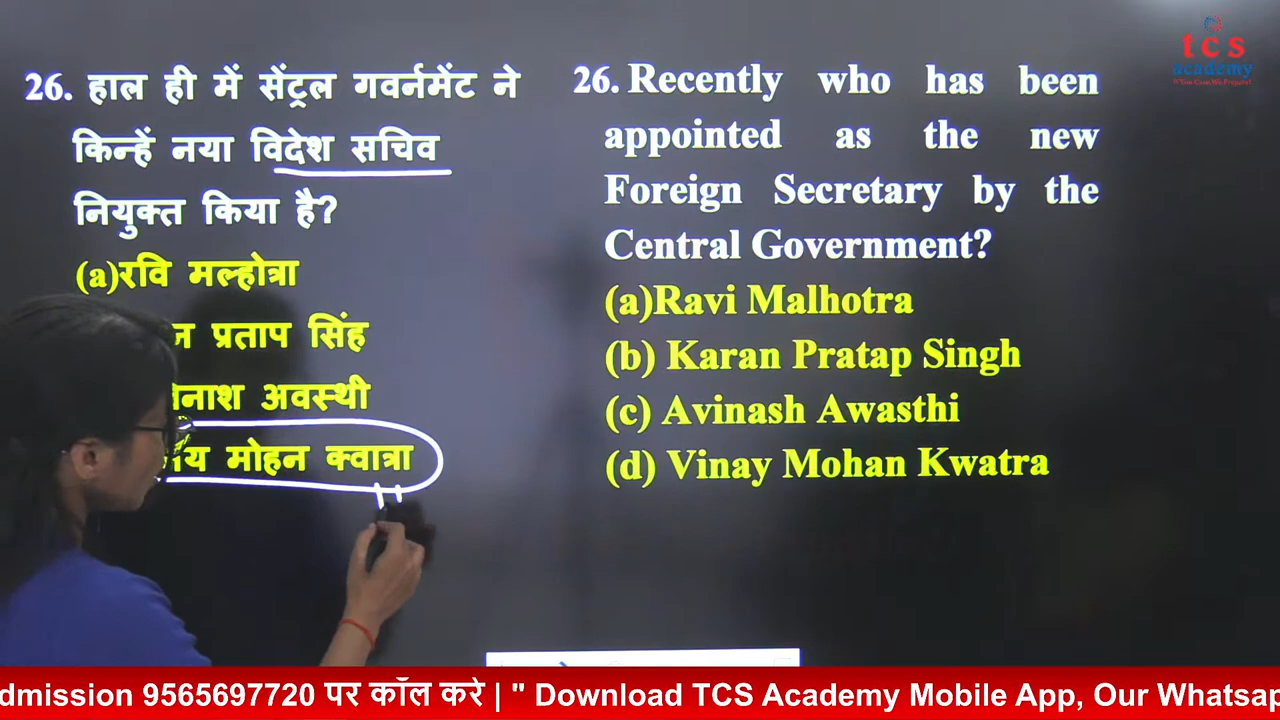 26. हाल ही में सेंट्रल गवर्नमेंट ने
किन्हें नया विदेश सचिव
नियुक्त किया है?
(a)रवि मल्होत्रा
प्रताप सिंह
अवस्थी
मोहन क्वात्रा
26. Recently who has been
appointed as the new
Foreign Secretary by the
Central Government?
(a)Ravi Malhotra
(b) Karan Pratap Singh
(c) Avinash Awasthi
(d) Vinay Mohan Kwatra
tcs
academy
dmission 9565697720 पर कॉल करे | " Download TCS Academy Mobile App, Our Whatsap